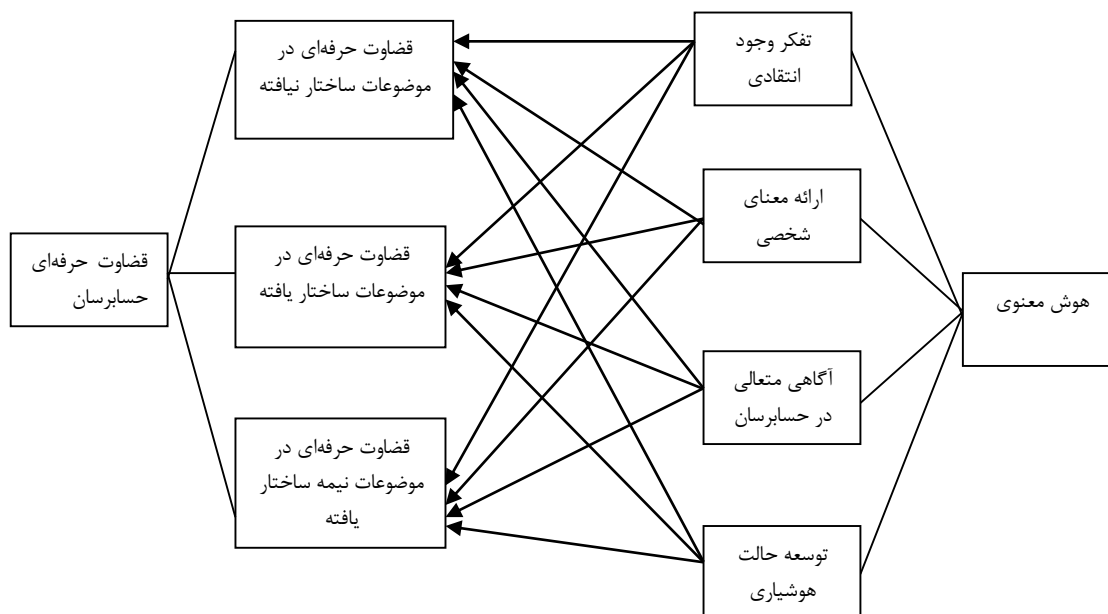 تفکر وجود
انتقادی
ارائه معنای
شخصی
آگاهی متعالی
در حسابرسان
توسعه حالت
هوشیاری
هوش معنوی
قضاوت حرفه‌ای در
موضوعات ساختار نیافته
قضاوت حرفه‌ای در
موضوعات ساختار یافته
قضاوت حرفه‌ای در
موضوعات نیمه ساختار
یافته
قضاوت حرفه‌ای
حسابرسان